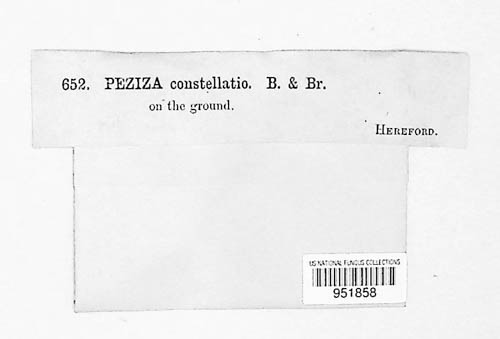 652. PEZIZA constellatio. B. & Br.
on the ground.
HEREFORD.
US NATIONAL FUNGUS COLLECTIONS
951858